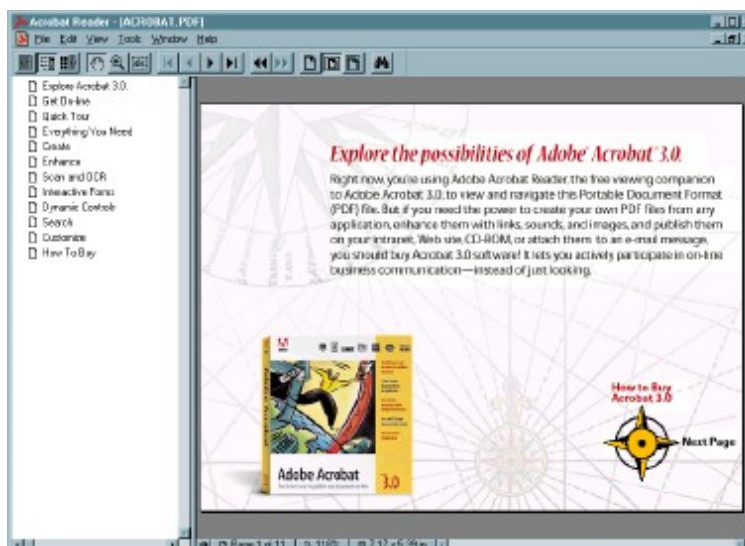 Acrobat Reader - [ACROBAT.PDF]
File Edit View Tools Window Help
Explore Acrobat 3.0.
Get On-line
Quick Tour
Everything You Need
Create
Enhance
Scan and OCR
Interactive Forms
Dynamic Controls
Search
Customize
How To Buy
Explore the possibilities of Adobe Acrobat 3.0.
Right now, you're using Adobe Acrobat Reader, the free viewing companion
to Adobe Acrobat 3.0, to view and navigate this Portable Document Format
(PDF) file. But if you need the power to create your own PDF files from any
application, enhance them with links, sounds, and images, and publish them
on your intranet, Web site, CD-ROM, or attach them to an e-mail message,
you should buy Acrobat 3.0 software! It lets you actively participate in on-line
business communication—instead of just looking.
Adobe Acrobat
3.0
How to Buy
Acrobat 3.0
Next Page
Page 1 of 11